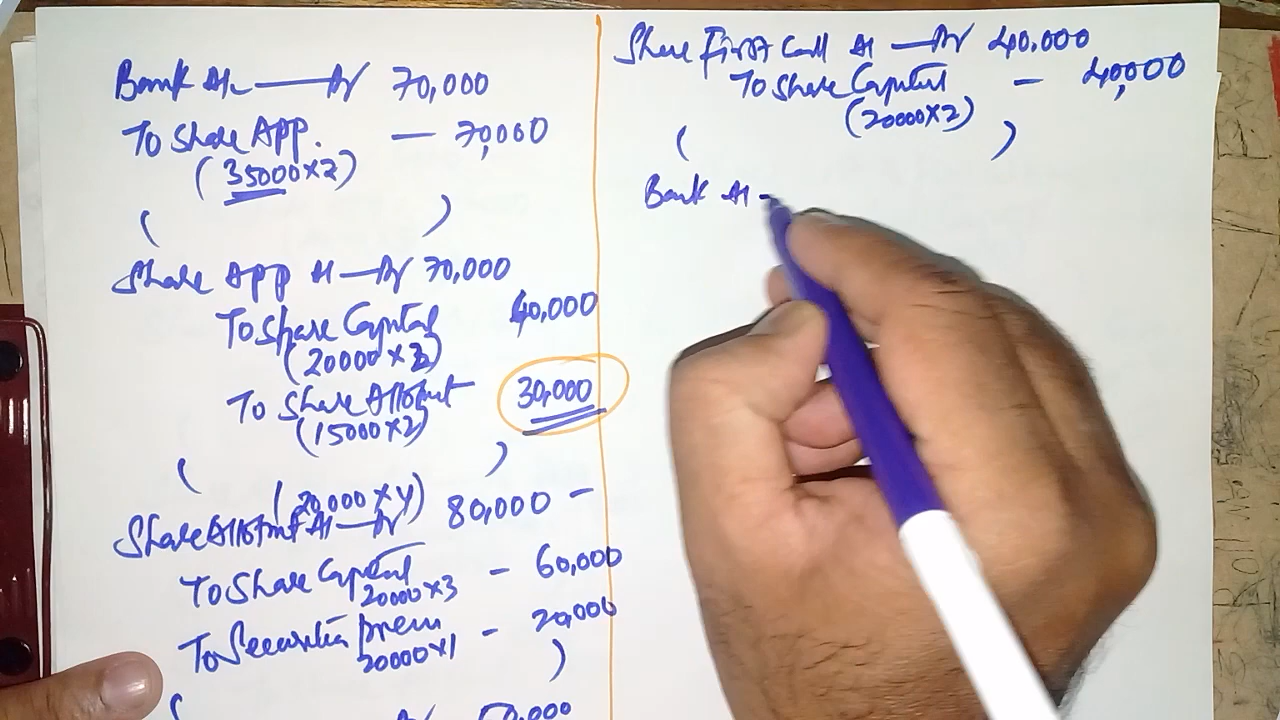 Bank A/c — Dr 70,000
To Share App. — 70,000
(35000×2)
( )
Share App A/c — Dr 70,000
To Share Capital 40,000
(20000×2)
To Share Allotment 30,000
(15000×2)
( )
(20,000×4)
Share Allotmt A/c — Dr 80,000 –
To Share Capital – 60,000
20000×3
To Securities Prem – 20,000
20000×1
)
Share First Call A/c — Dr 40,000
To Share Capital – 40,000
(20000×2)
( )
Bank A/c –